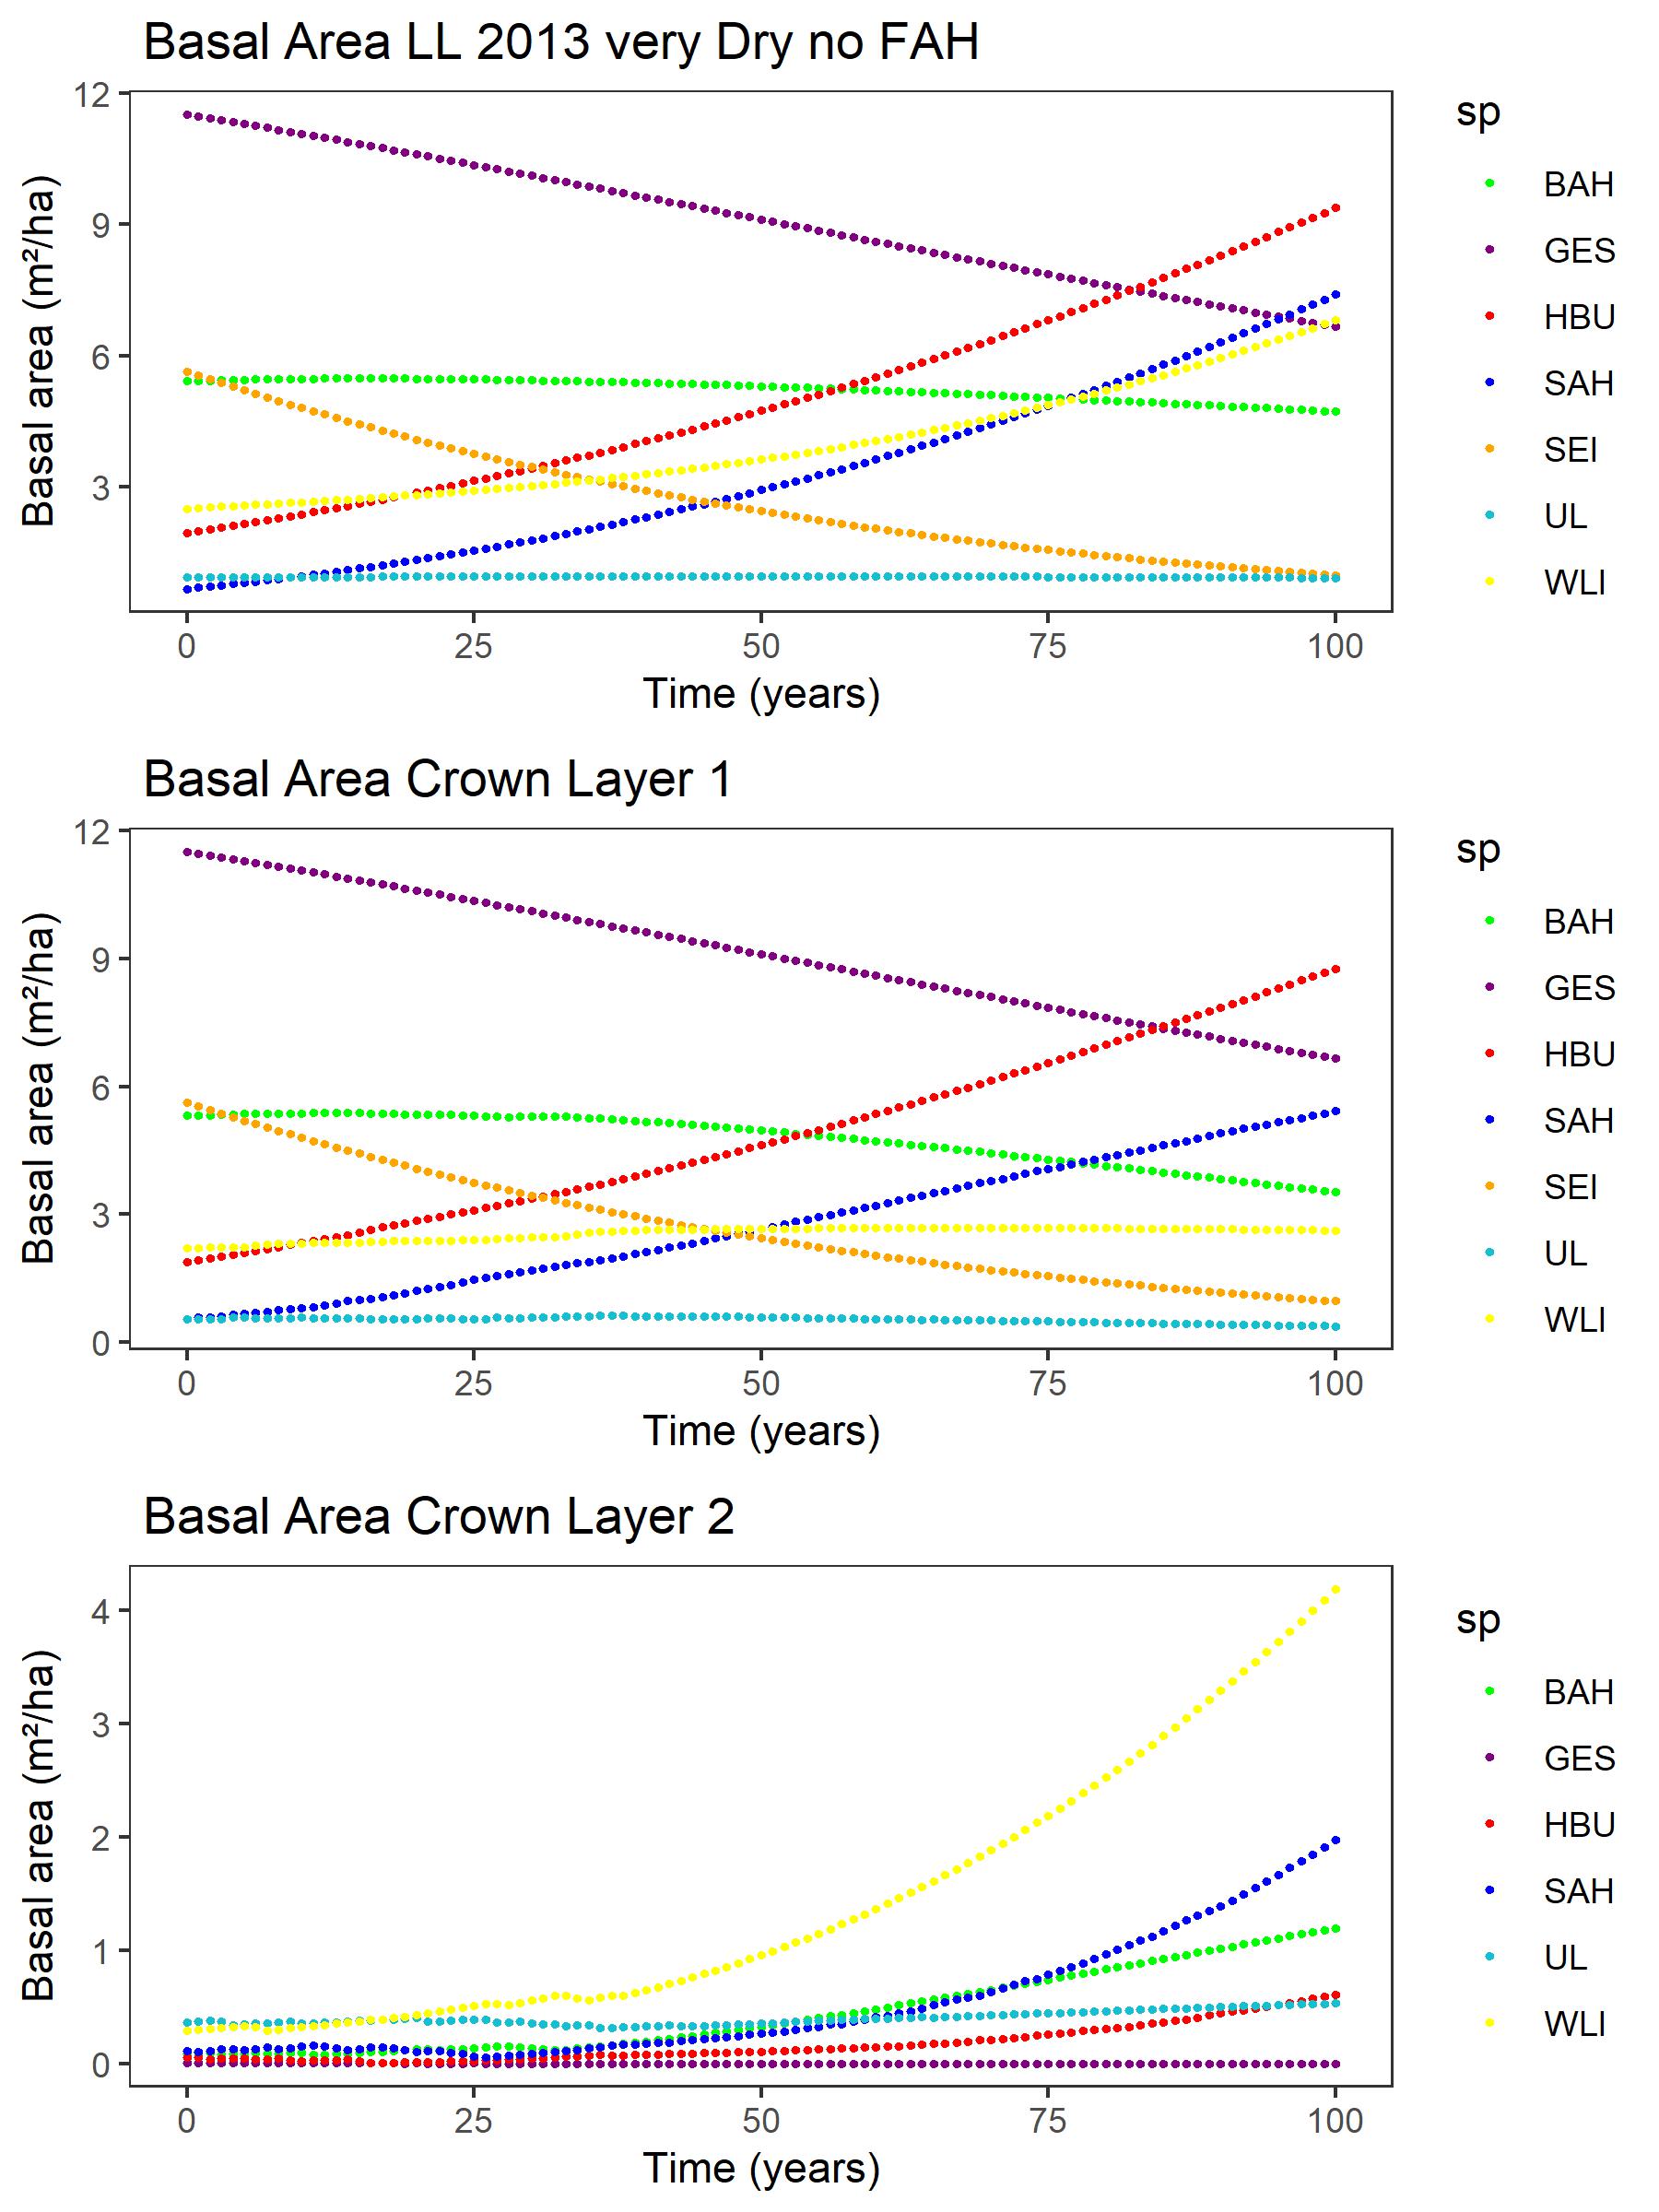 Basal Area LL 2013 very Dry no FAH
Basal area (m²/ha)
12
9
6
3
0
25
50
75
100
Time (years)
sp
BAH
GES
HBU
SAH
SEI
UL
WLI
Basal Area Crown Layer 1
Basal area (m²/ha)
12
9
6
3
0
0
25
50
75
100
Time (years)
sp
BAH
GES
HBU
SAH
SEI
UL
WLI
Basal Area Crown Layer 2
Basal area (m²/ha)
4
3
2
1
0
0
25
50
75
100
Time (years)
sp
BAH
GES
HBU
SAH
UL
WLI